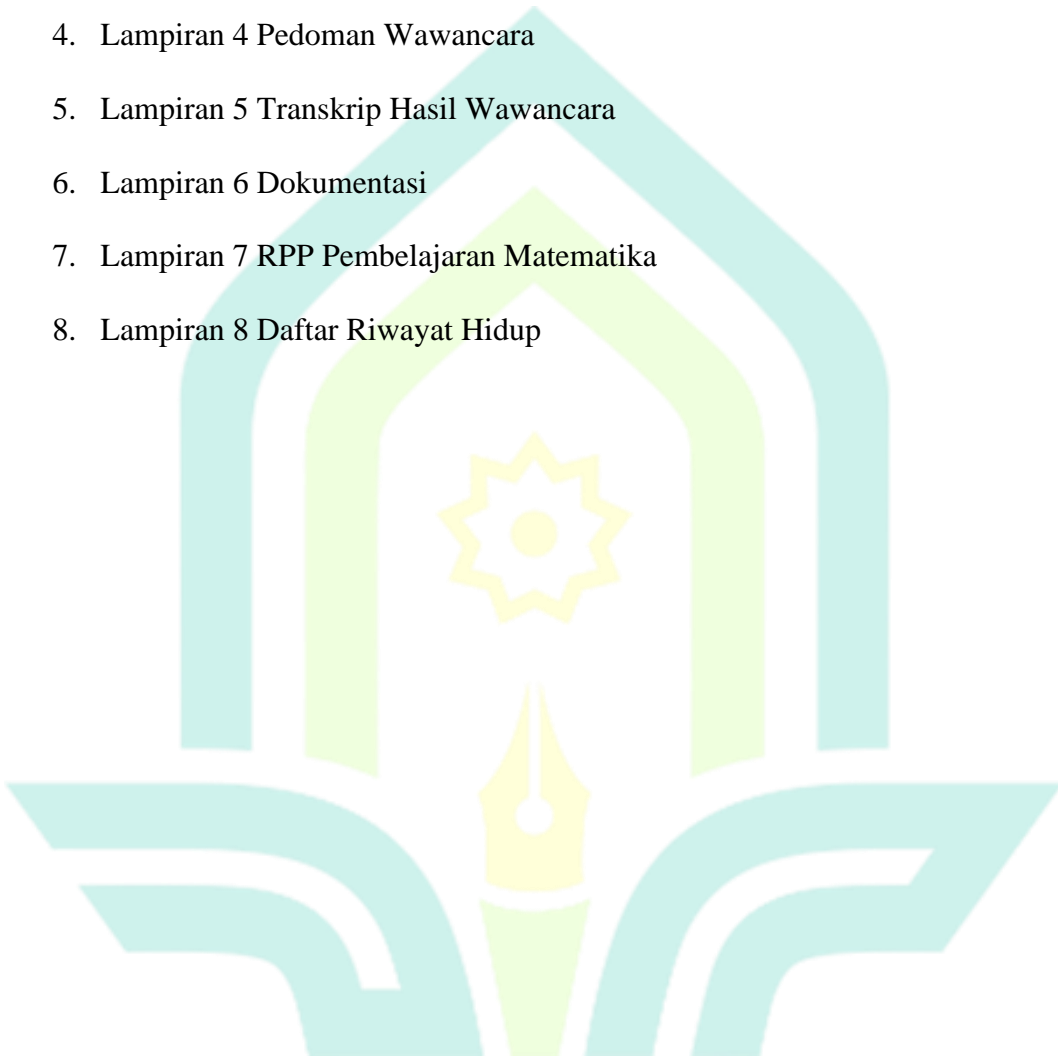 4. Lampiran 4 Pedoman Wawancara
5. Lampiran 5 Transkrip Hasil Wawancara
6. Lampiran 6 Dokumentasi
7. Lampiran 7 RPP Pembelajaran Matematika
8. Lampiran 8 Daftar Riwayat Hidup